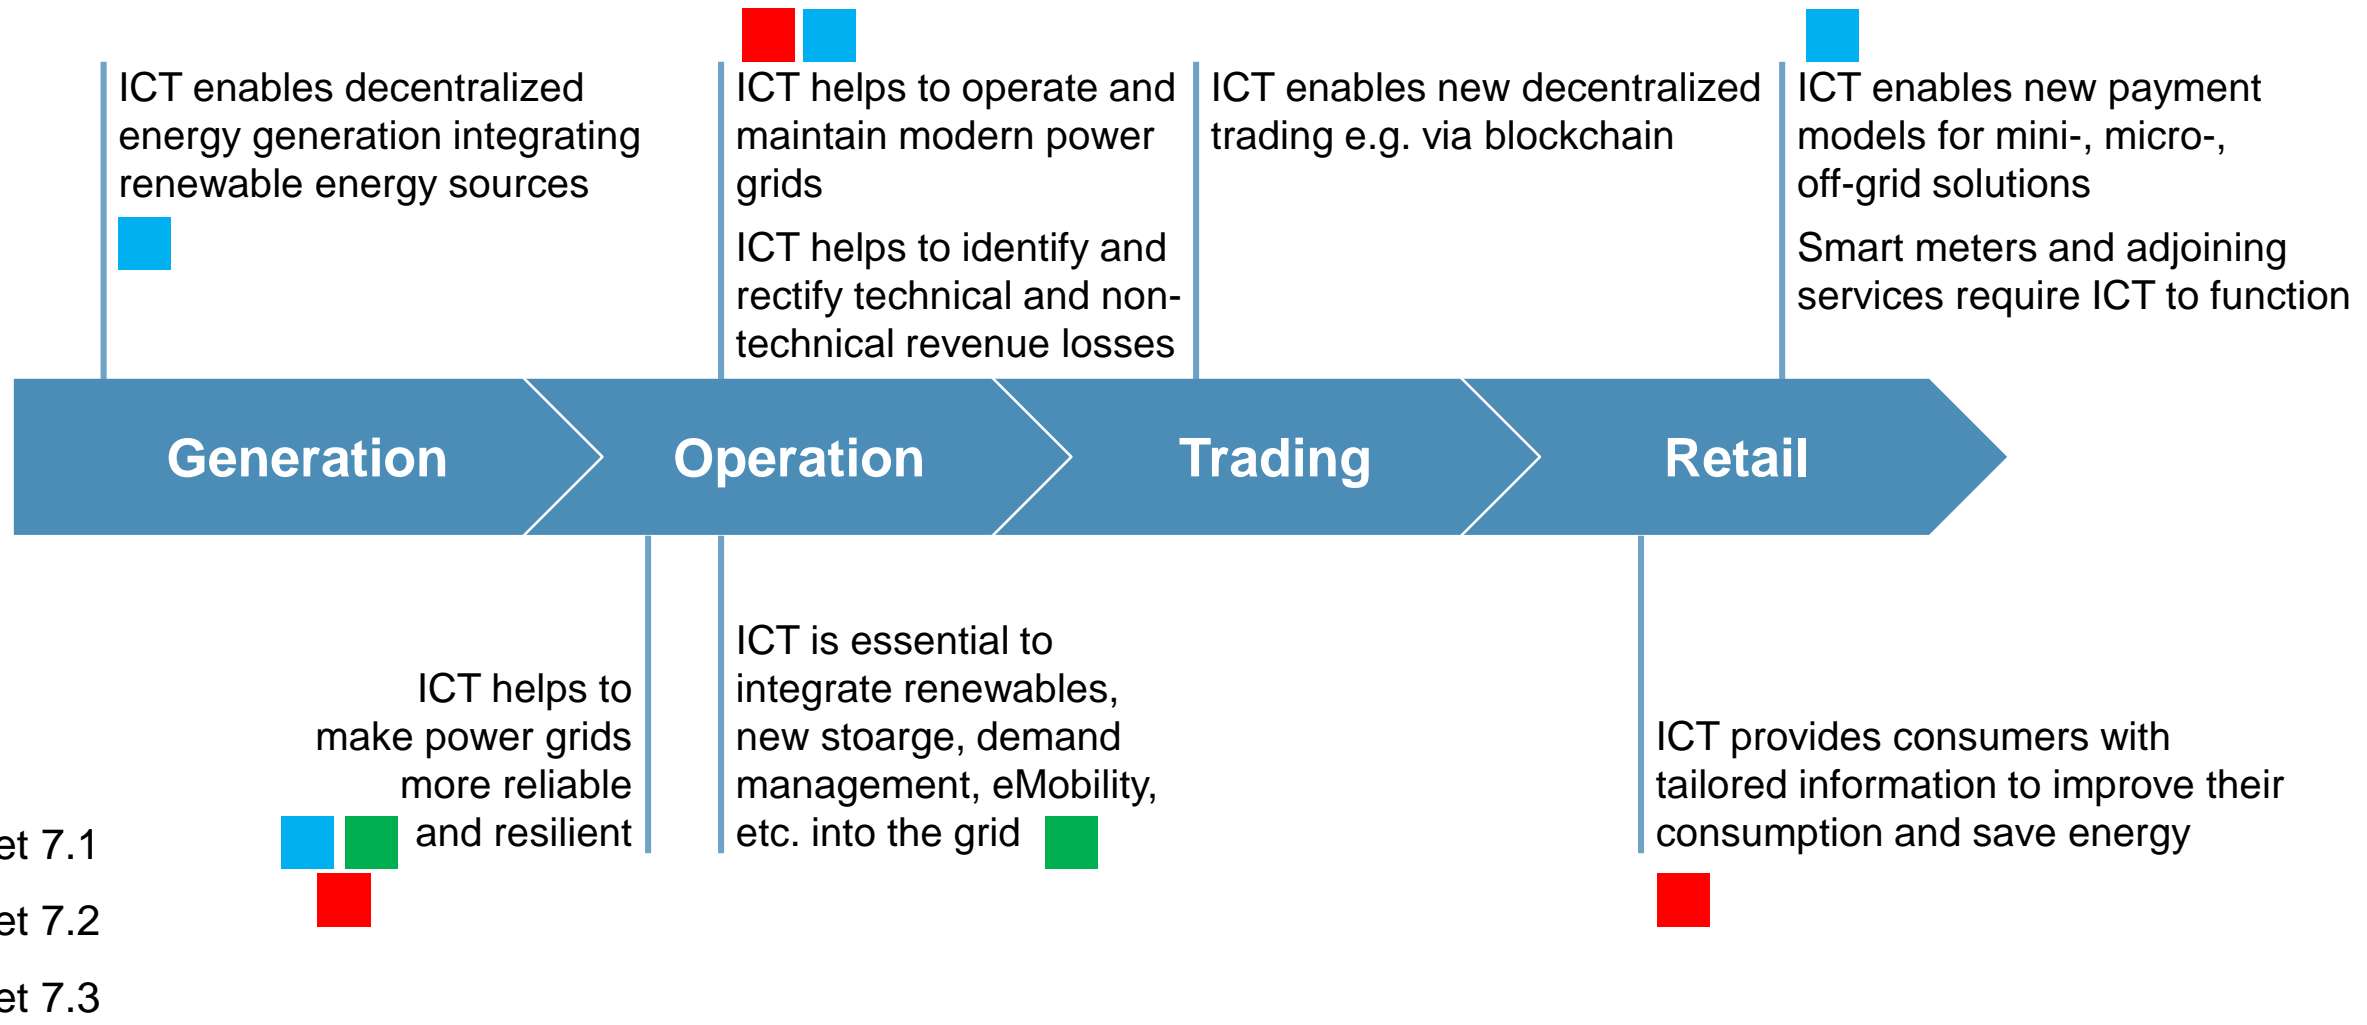 ICT enables decentralized
energy generation integrating
renewable energy sources
ICT helps to operate and
maintain modern power
grids
ICT helps to identify and
rectify technical and non-
technical revenue losses
ICT enables new decentralized
trading e.g. via blockchain
ICT enables new payment
models for mini-, micro-,
off-grid solutions
Smart meters and adjoining
services require ICT to function
Generation
Operation
Trading
Retail
ICT helps to
make power grids
more reliable
and resilient
ICT is essential to
integrate renewables,
new stoarge, demand
management, eMobility,
etc. into the grid
ICT provides consumers with
tailored information to improve their
consumption and save energy
et 7.1
et 7.2
et 7.3